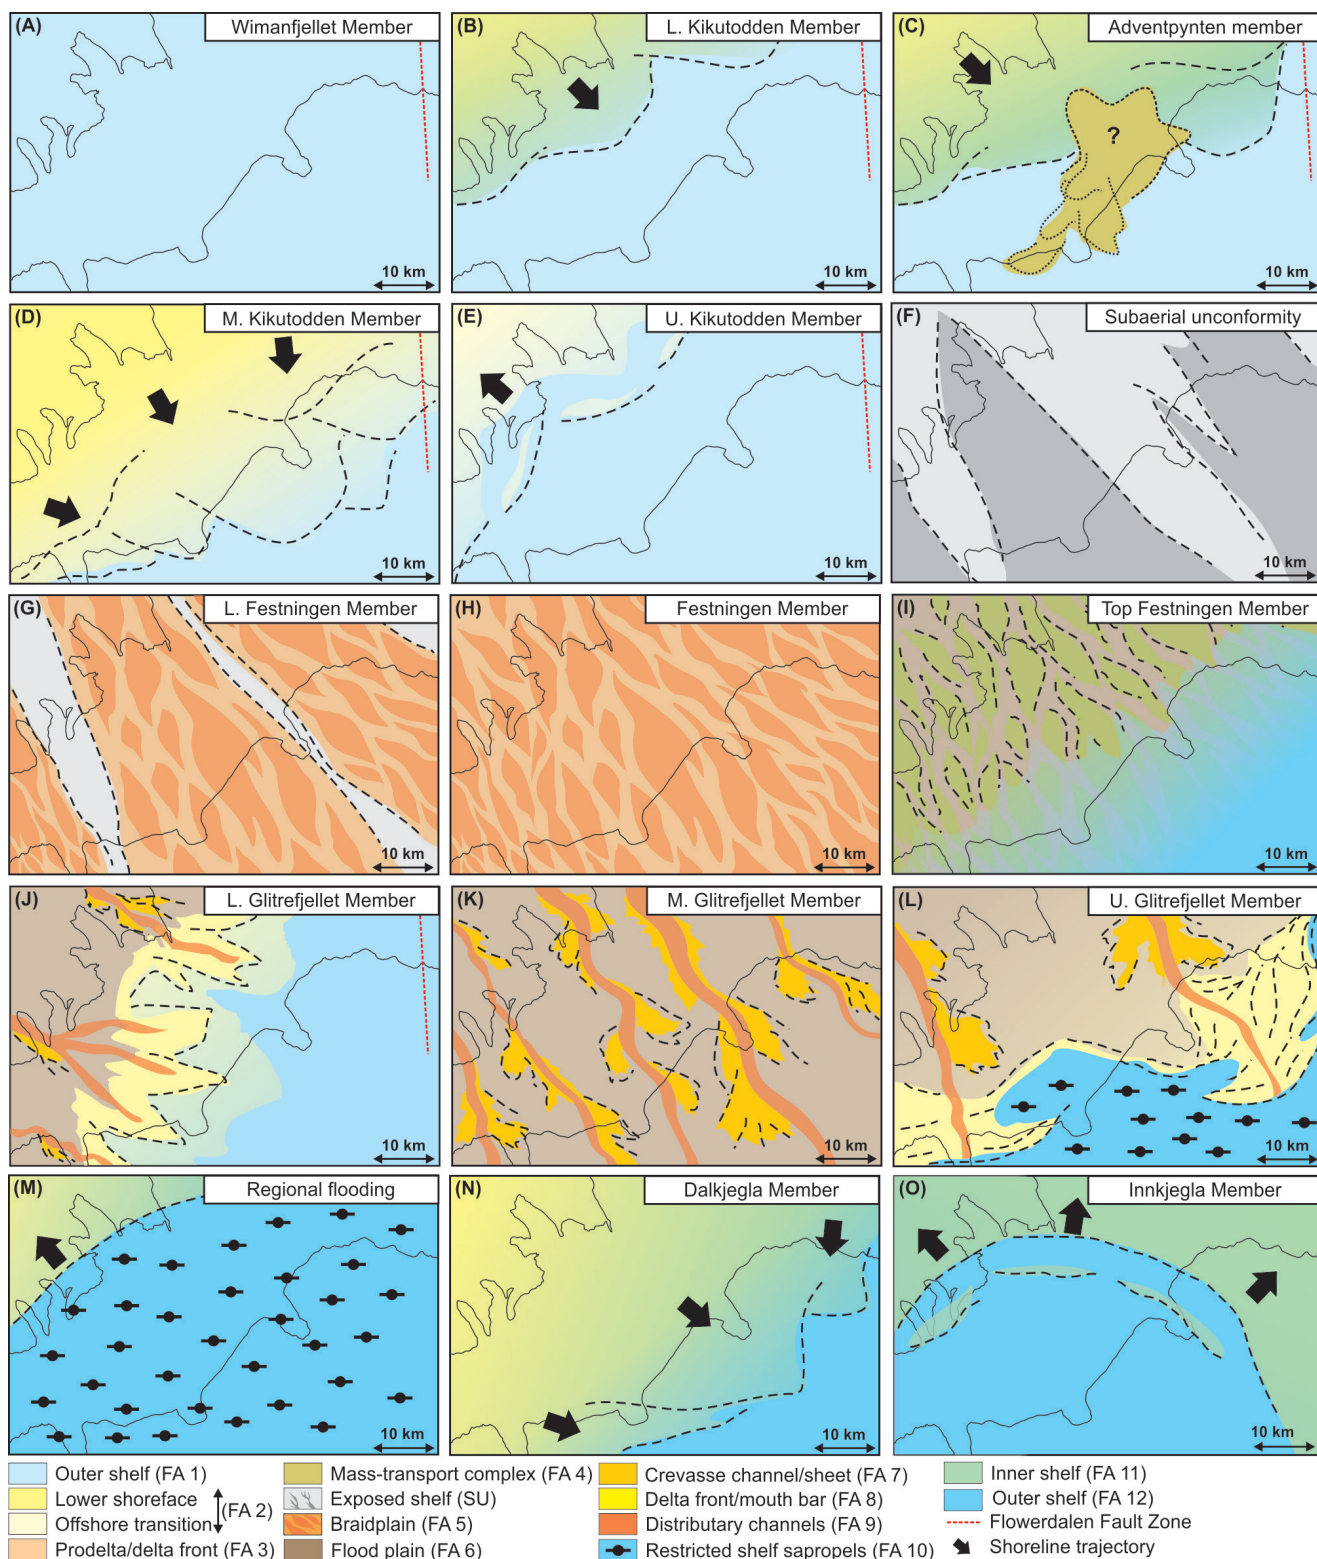 (A) Wimanfjellet Member
10 km
(B) L. Kikutodden Member
10 km
(C) Adventpynten member
?
10 km
(D) M. Kikutodden Member
10 km
(E) U. Kikutodden Member
10 km
(F) Subaerial unconformity
10 km
(G) L. Festningen Member
10 km
(H) Festningen Member
10 km
(I) Top Festningen Member
10 km
(J) L. Glitrefjellet Member
10 km
(K) M. Glitrefjellet Member
10 km
(L) U. Glitrefjellet Member
10 km
(M) Regional flooding
10 km
(N) Dalkjegla Member
10 km
(O) Innkjegla Member
10 km
Outer shelf (FA 1)
Lower shoreface
(FA 2)
Offshore transition
Prodelta/delta front (FA 3)
Mass-transport complex (FA 4)
Exposed shelf (SU)
Braidplain (FA 5)
Flood plain (FA 6)
Crevasse channel/sheet (FA 7)
Delta front/mouth bar (FA 8)
Distributary channels (FA 9)
Restricted shelf sapropels (FA 10)
Inner shelf (FA 11)
Outer shelf (FA 12)
Flowerdalen Fault Zone
Shoreline trajectory